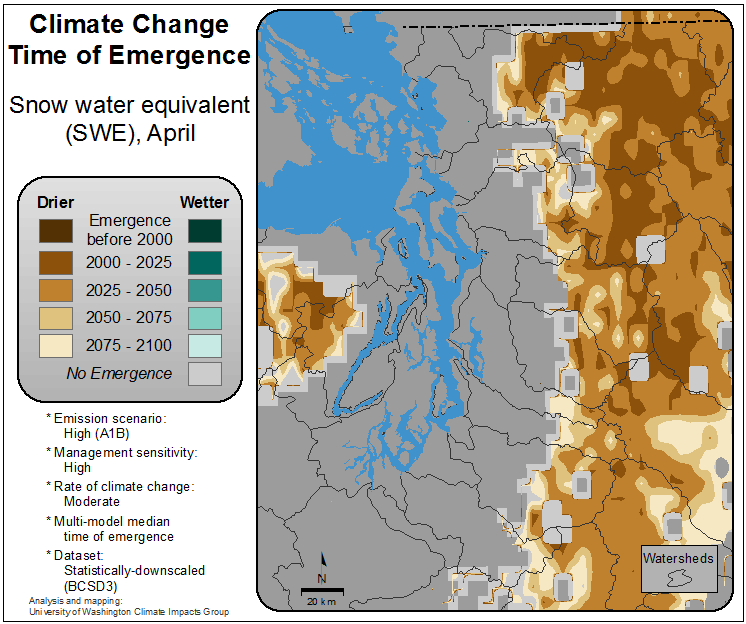 Climate Change
Time of Emergence
Snow water equivalent
(SWE), April
Drier
Wetter
Emergence
before 2000
2000 - 2025
2025 - 2050
2050 - 2075
2075 - 2100
No Emergence
* Emission scenario:
High (A1B)
* Management sensitivity:
High
* Rate of climate change:
Moderate
* Multi-model median
time of emergence
* Dataset:
Statistically-downscaled
(BCSD3)
Analysis and mapping:
University of Washington Climate Impacts Group
N
20 km
Watersheds